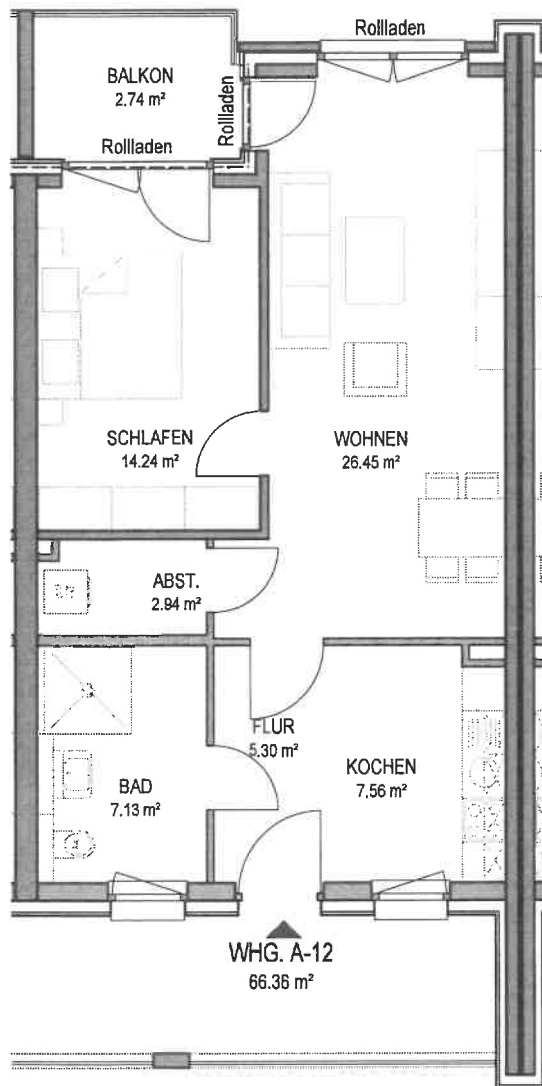 Rollladen
BALKON
2.74 m²
Rollladen
Rollladen
SCHLAFEN
14.24 m²
WOHNEN
26.45 m²
ABST.
2.94 m²
FLUR
5.30 m²
BAD
7.13 m²
KOCHEN
7.56 m²
WHG. A-12
66.36 m²